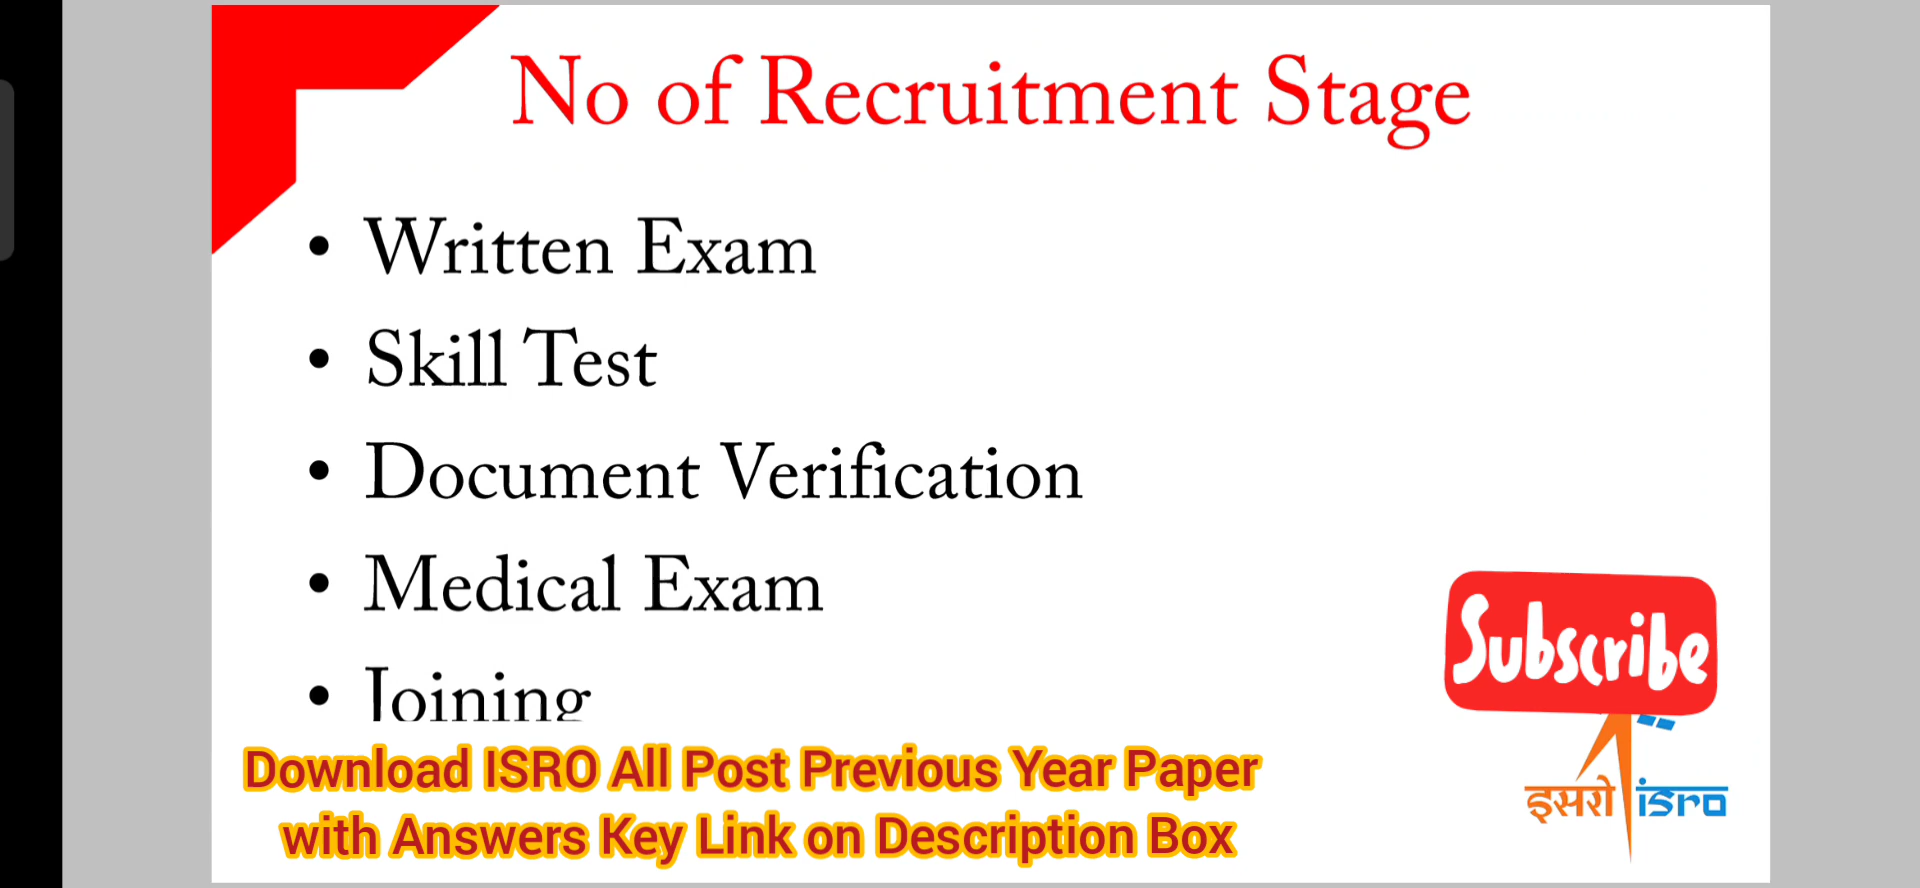 No of Recruitment Stage
• Written Exam
• Skill Test
• Document Verification
• Medical Exam
• Joining
Subscribe
Download ISRO All Post Previous Year Paper
with Answers Key Link on Description Box
इसरो isro